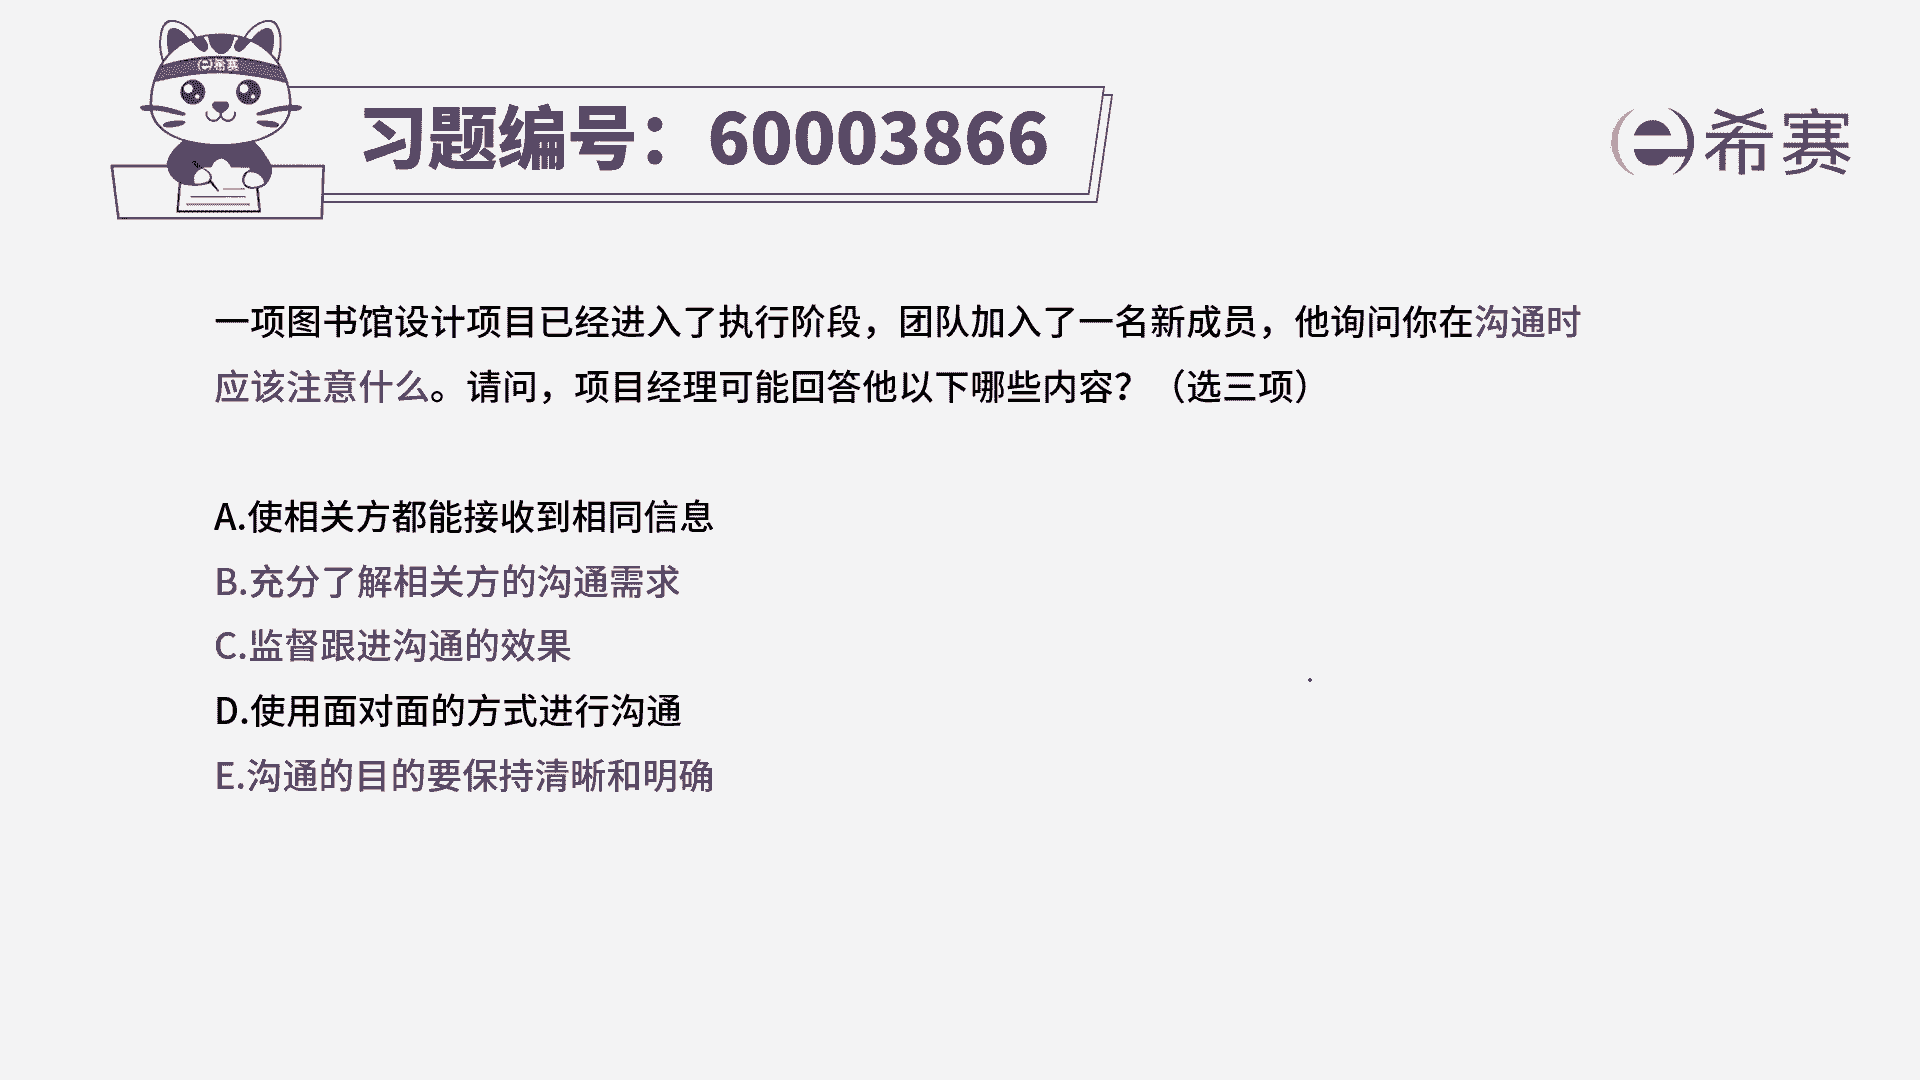 希赛
习题编号：60003866
希赛
一项图书馆设计项目已经进入了执行阶段，团队加入了一名新成员，他询问你在沟通时
应该注意什么。请问，项目经理可能回答他以下哪些内容？（选三项）
A.使相关方都能接收到相同信息
B.充分了解相关方的沟通需求
C.监督跟进沟通的效果
D.使用面对面的方式进行沟通
E.沟通的目的要保持清晰和明确